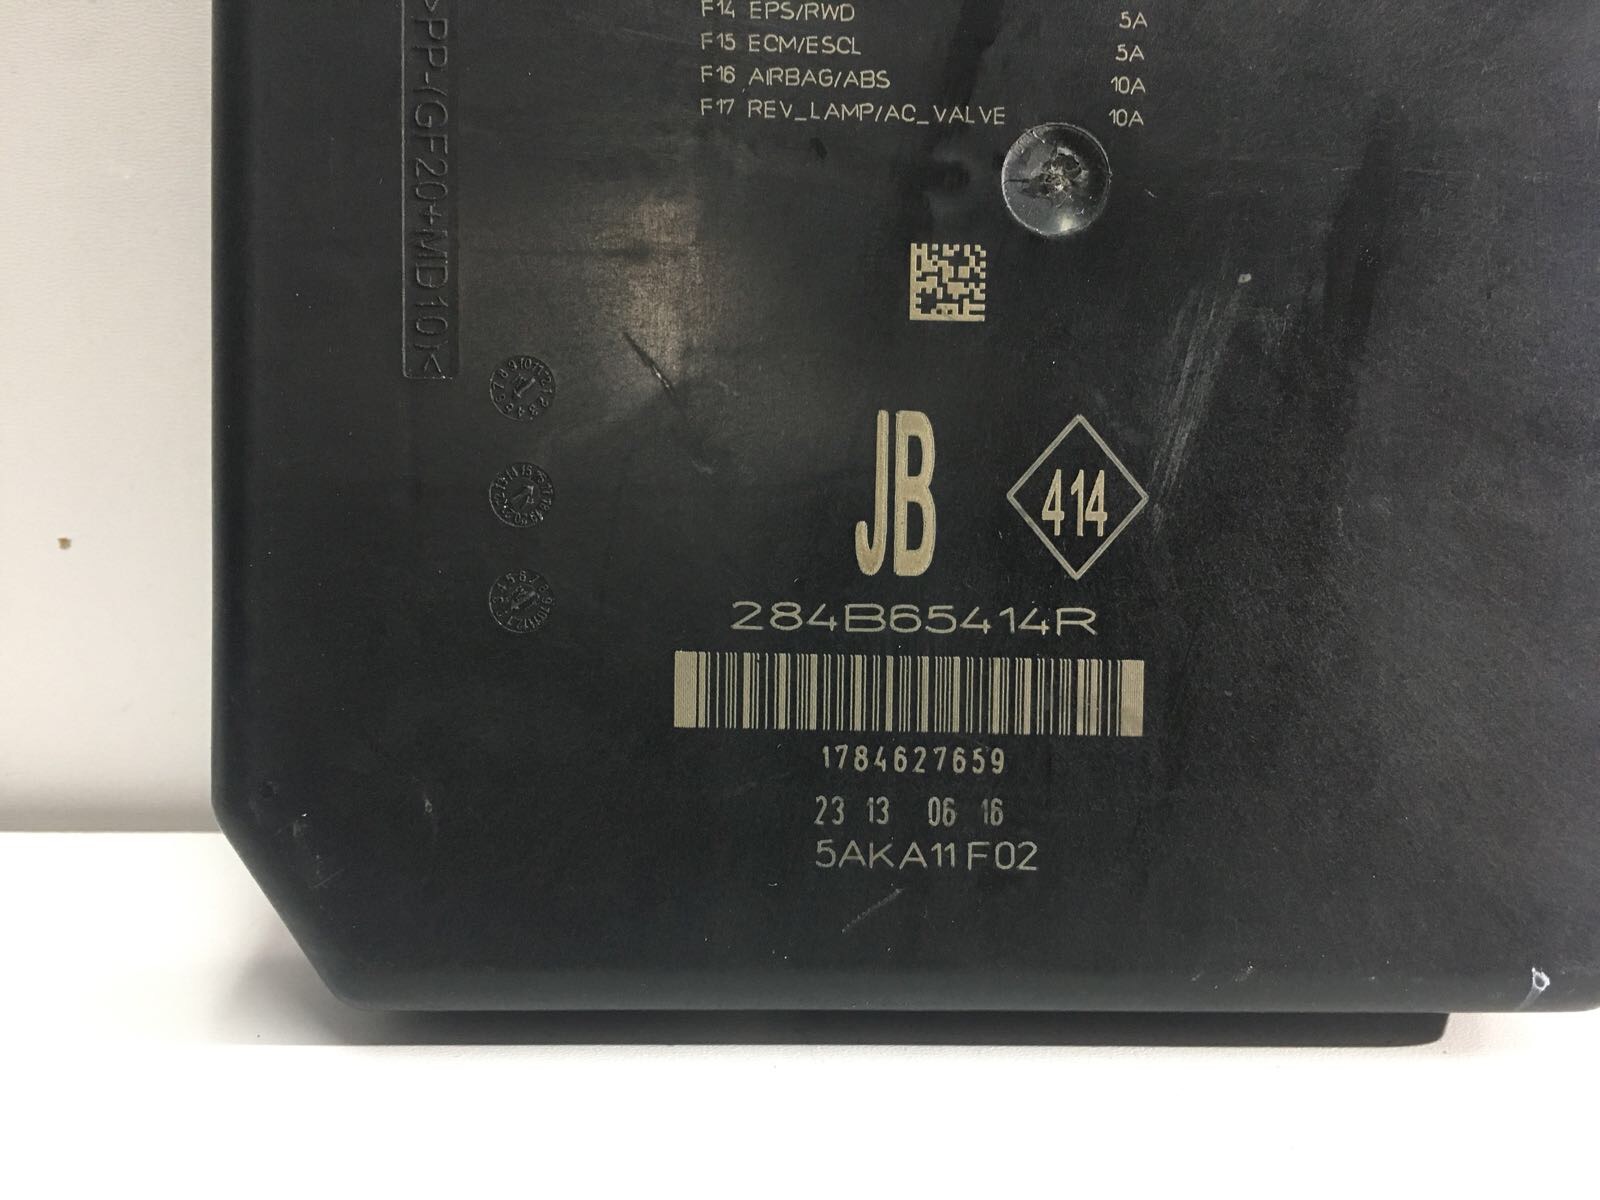 F14 EPS/RWD 5A
F15 ECM/ESCL 5A
F16 AIRBAG/ABS 10A
F17 REV_LAMP/AC_VALVE 10A
>PP-(GF20+MD10)<
JB
414
284B65414R
1784627659
23 13 06 16
5AKA11F02